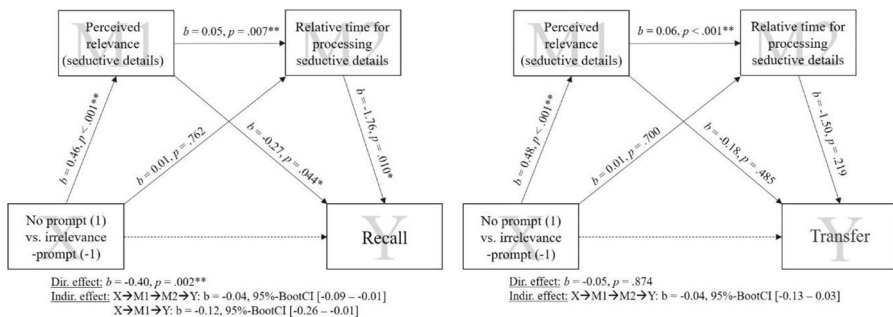 M1
Perceived
relevance
(seductive details)
b = 0.05, p = .007**
M2
Relative time for
processing
seductive details
b = 0.46, p < .001**
b = 0.01, p = .762
b = -0.27, p = .044*
b = -1.76, p = .010*
X
No prompt (1)
vs. irrelevance
-prompt (-1)
Y
Recall
Dir. effect: b = -0.40, p = .002**
Indir. effect: X→M1→M2→Y: b = -0.04, 95%-BootCI [-0.09 – -0.01]
X→M1→Y: b = -0.12, 95%-BootCI [-0.26 – -0.01]
M1
Perceived
relevance
(seductive details)
b = 0.06, p < .001**
M2
Relative time for
processing
seductive details
b = 0.48, p < .001**
b = 0.01, p = .700
b = -0.18, p = .485
b = -1.50, p = .219
X
No prompt (1)
vs. irrelevance
-prompt (-1)
Y
Transfer
Dir. effect: b = -0.05, p = .874
Indir. effect: X→M1→M2→Y: b = -0.04, 95%-BootCI [-0.13 – 0.03]